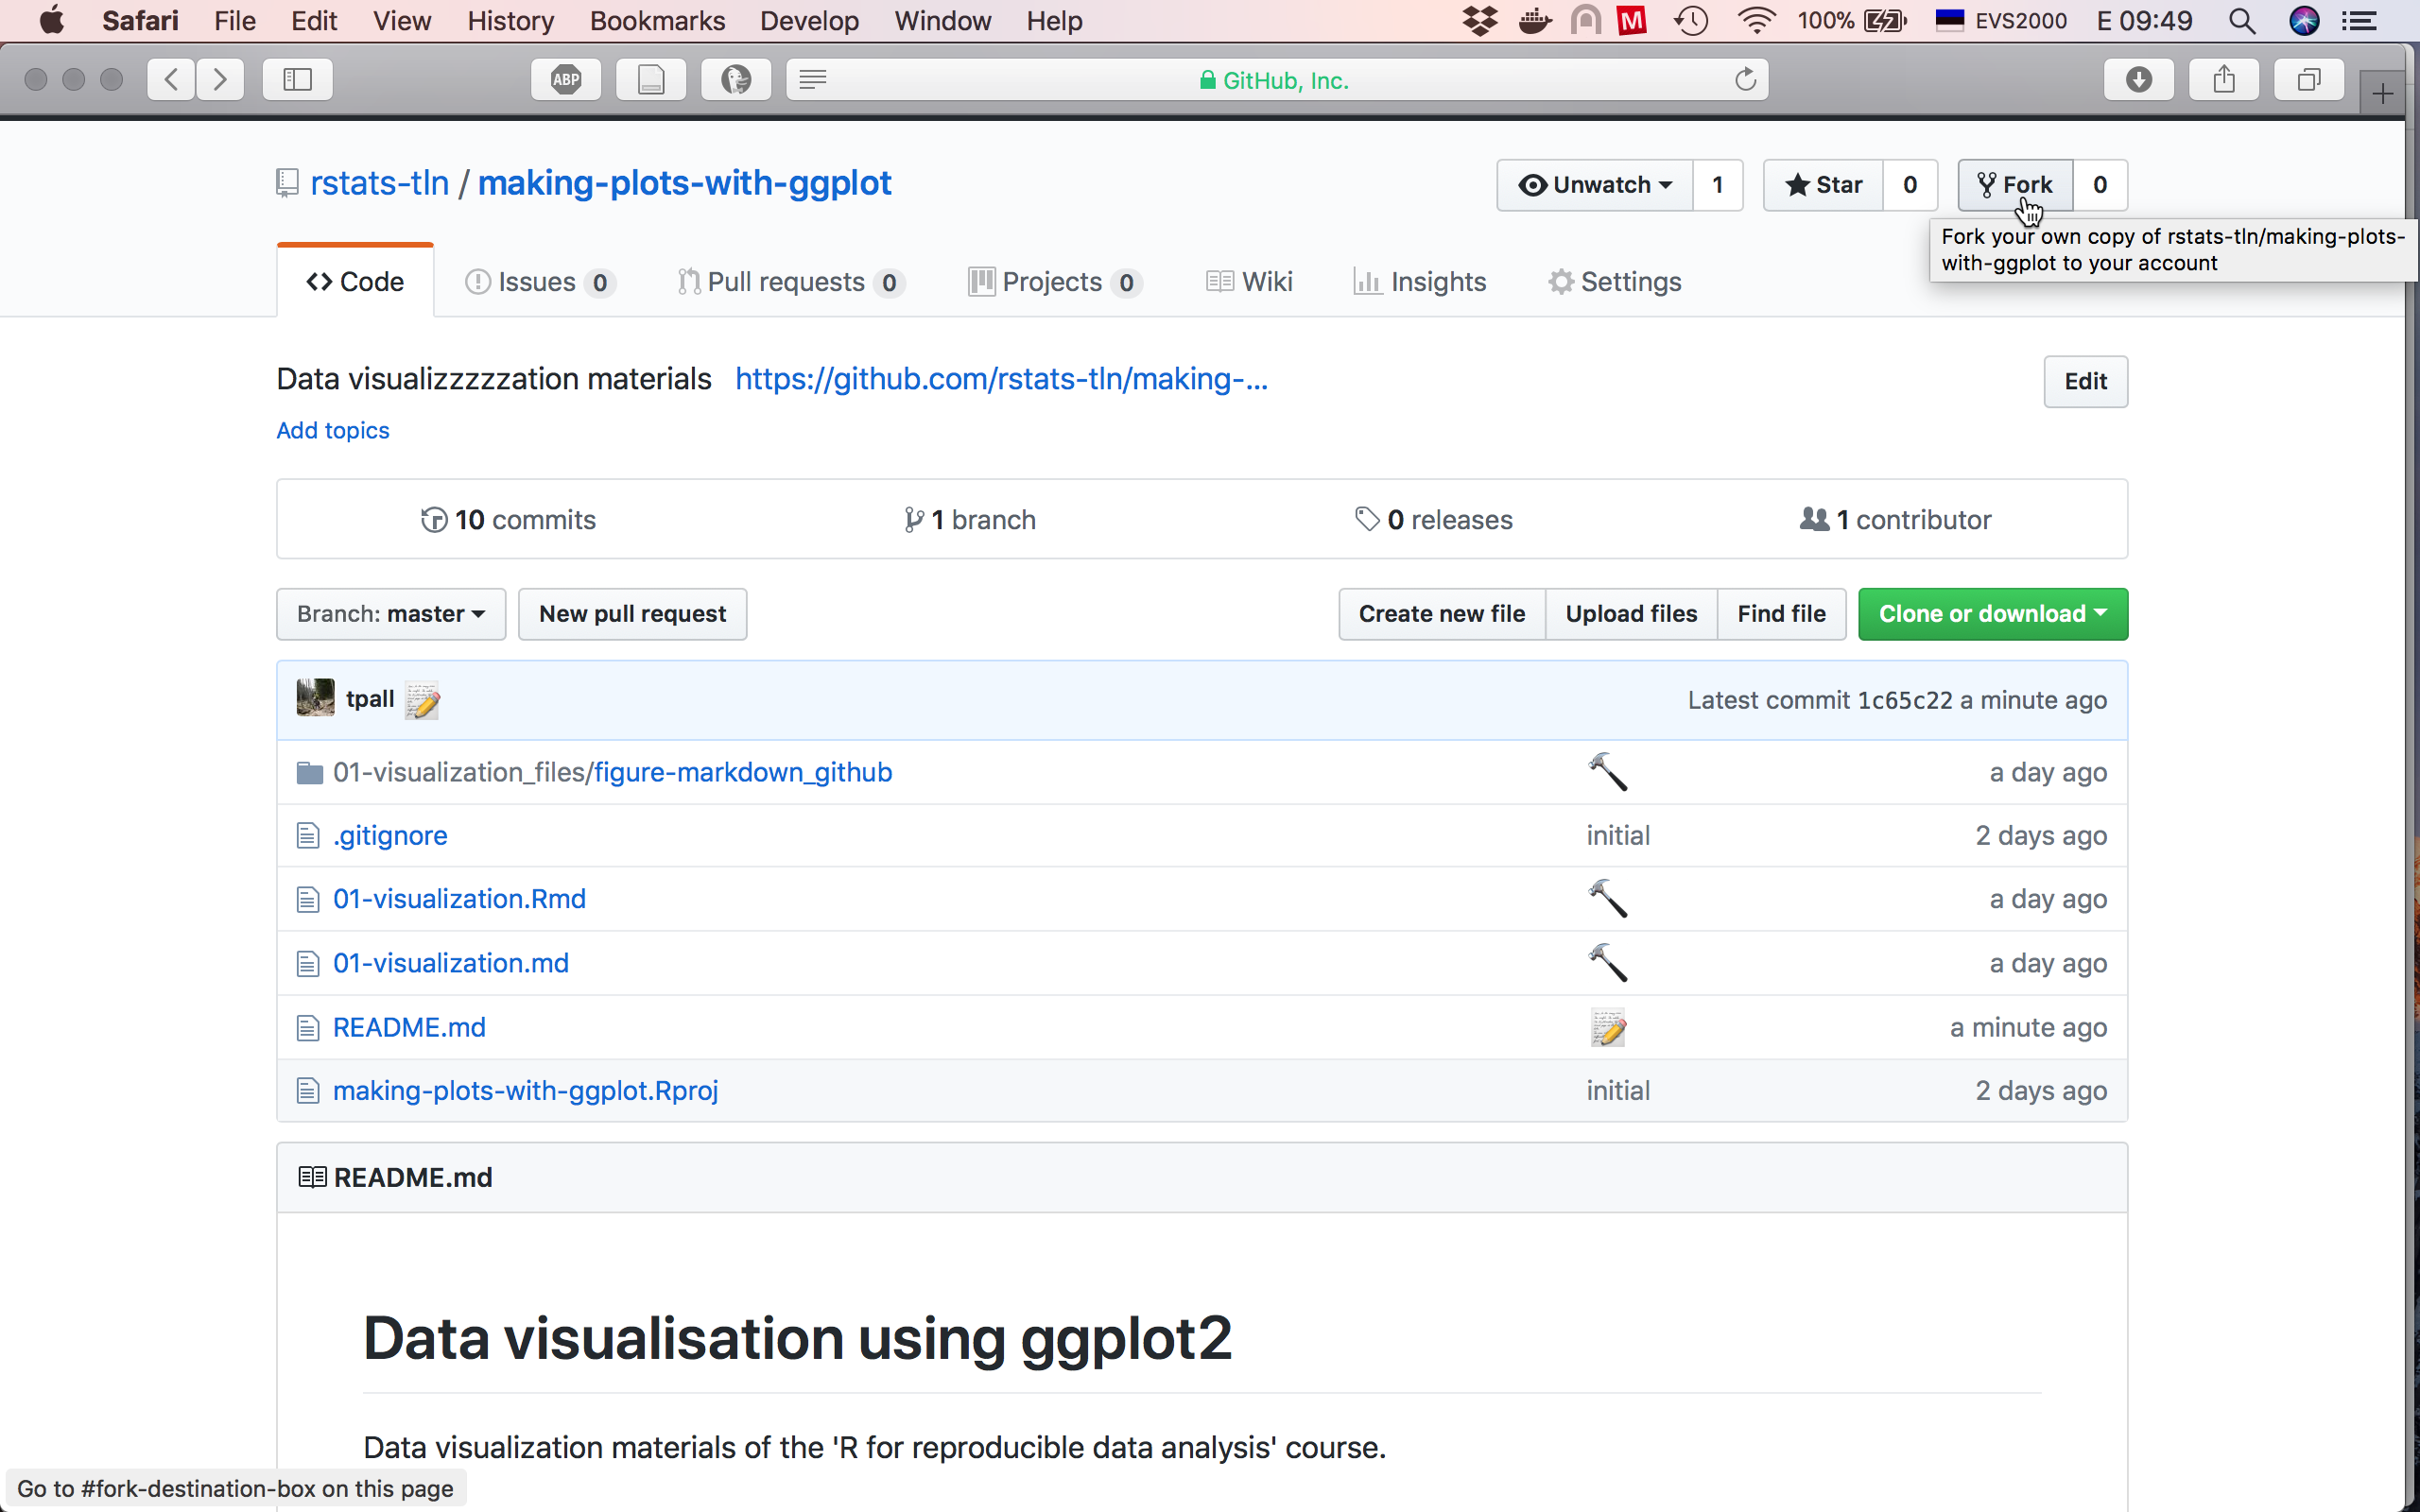 Safari File Edit View History Bookmarks Develop Window Help 100% EVS2000 E 09:49
ABP GitHub, Inc.
rstats-tln / making-plots-with-ggplot Unwatch 1 Star 0 Fork 0
Fork your own copy of rstats-tln/making-plots-
with-ggplot to your account
Code Issues 0 Pull requests 0 Projects 0 Wiki Insights Settings
Data visualizzzzzation materials https://github.com/rstats-tln/making-... Edit
Add topics
10 commits 1 branch 0 releases 1 contributor
Branch: master New pull request Create new file Upload files Find file Clone or download
tpall Latest commit 1c65c22 a minute ago
01-visualization_files/figure-markdown_github a day ago
.gitignore initial 2 days ago
01-visualization.Rmd a day ago
01-visualization.md a day ago
README.md a minute ago
making-plots-with-ggplot.Rproj initial 2 days ago
README.md
Data visualisation using ggplot2
Data visualization materials of the 'R for reproducible data analysis' course.
Go to #fork-destination-box on this page